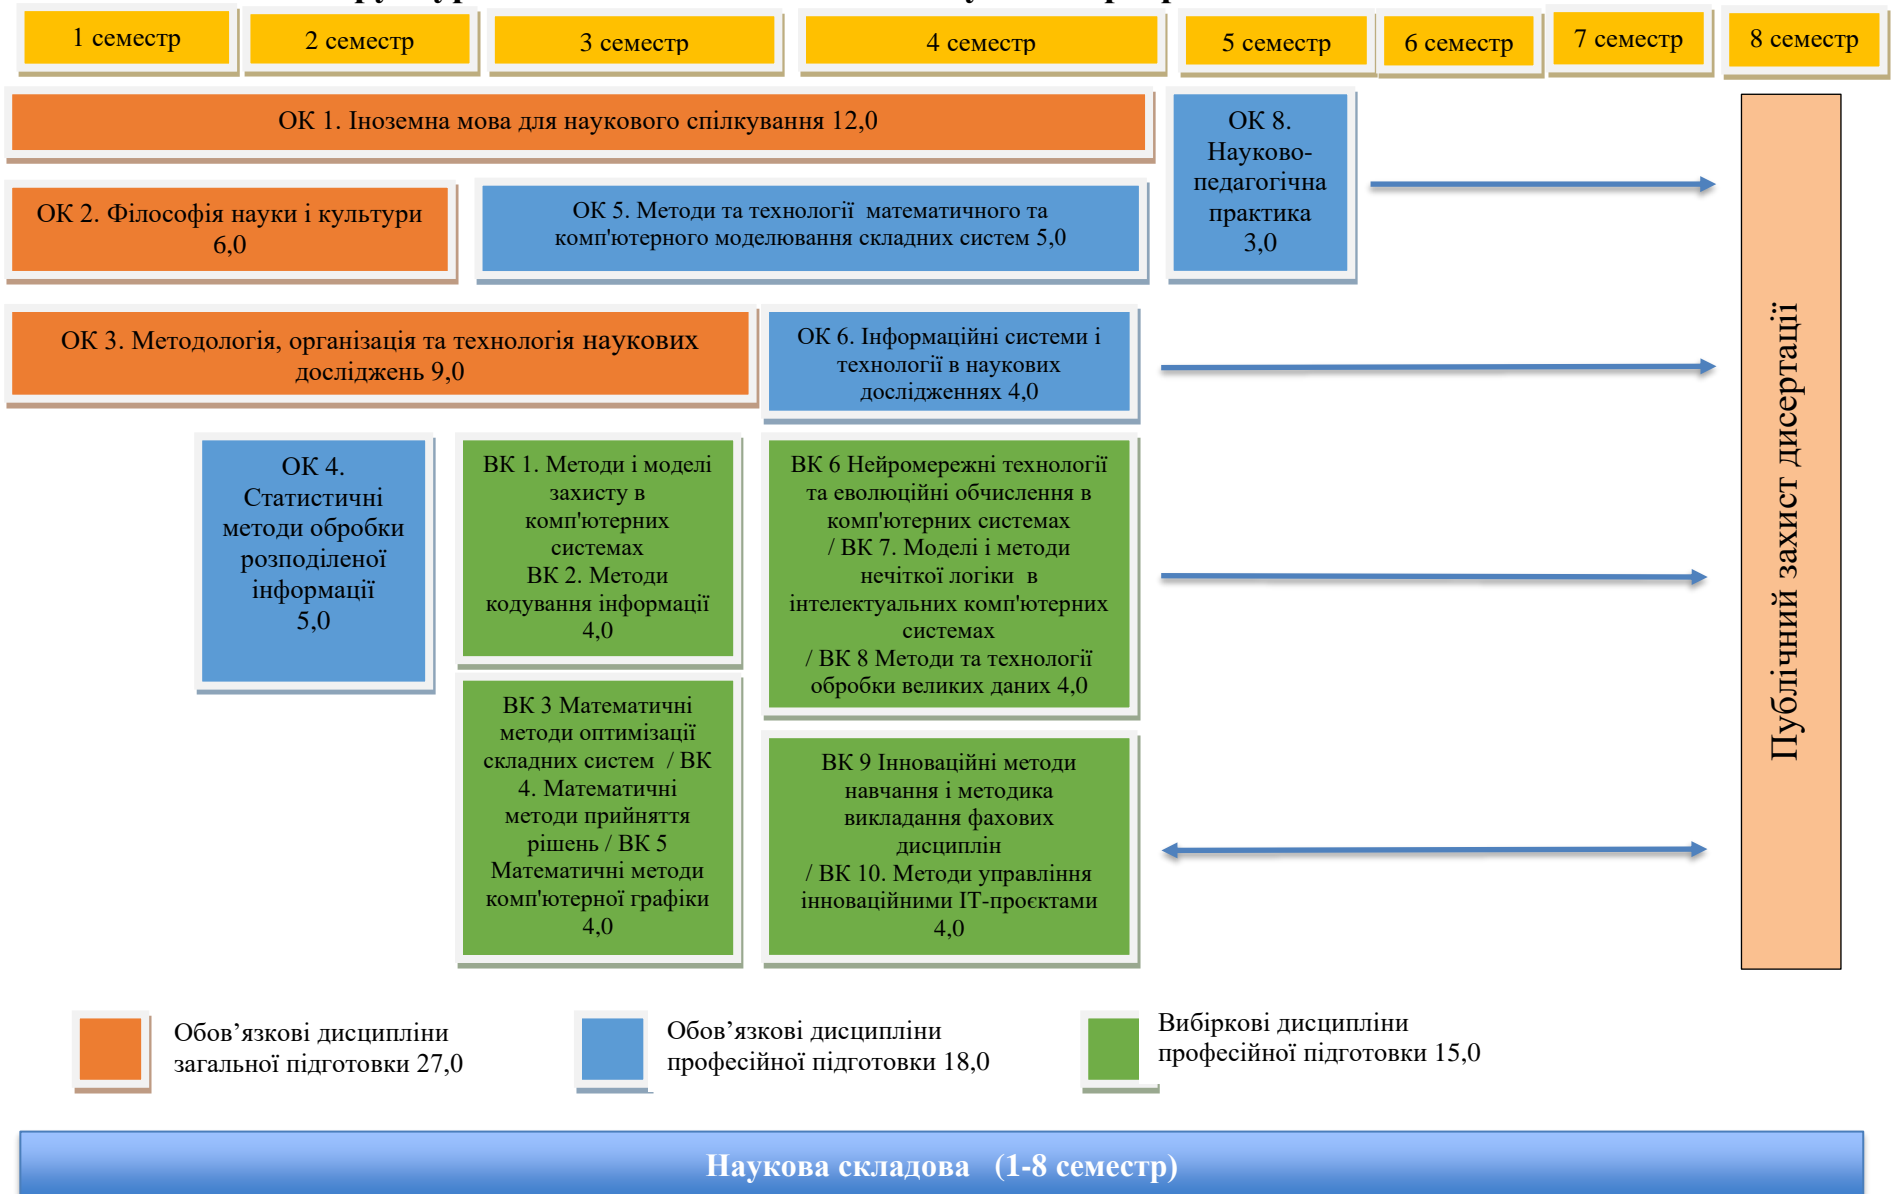 1 семестр
2 семестр
3 семестр
4 семестр
5 семестр
6 семестр
7 семестр
8 семестр
ОК 1. Іноземна мова для наукового спілкування 12,0
ОК 8.
Науково-
педагогічна
практика
3,0
ОК 2. Філософія науки і культури
6,0
ОК 5. Методи та технології математичного та
комп'ютерного моделювання складних систем 5,0
ОК 3. Методологія, організація та технологія наукових
досліджень 9,0
ОК 6. Інформаційні системи і
технології в наукових
дослідженнях 4,0
ОК 4.
Статистичні
методи обробки
розподіленої
інформації
5,0
ВК 1. Методи і моделі
захисту в
комп'ютерних
системах
ВК 2. Методи
кодування інформації
4,0
ВК 6 Нейромережні технології
та еволюційні обчислення в
комп'ютерних системах
/ ВК 7. Моделі і методи
нечіткої логіки в
інтелектуальних комп'ютерних
системах
/ ВК 8 Методи та технології
обробки великих даних 4,0
ВК 3 Математичні
методи оптимізації
складних систем / ВК
4. Математичні
методи прийняття
рішень / ВК 5
Математичні методи
комп'ютерної графіки
4,0
ВК 9 Інноваційні методи
навчання і методика
викладання фахових
дисциплін
/ ВК 10. Методи управління
інноваційними ІТ-проєктами
4,0
Публічний захист дисертації
Обов’язкові дисципліни
загальної підготовки 27,0
Обов’язкові дисципліни
професійної підготовки 18,0
Вибіркові дисципліни
професійної підготовки 15,0
Наукова складова (1-8 семестр)